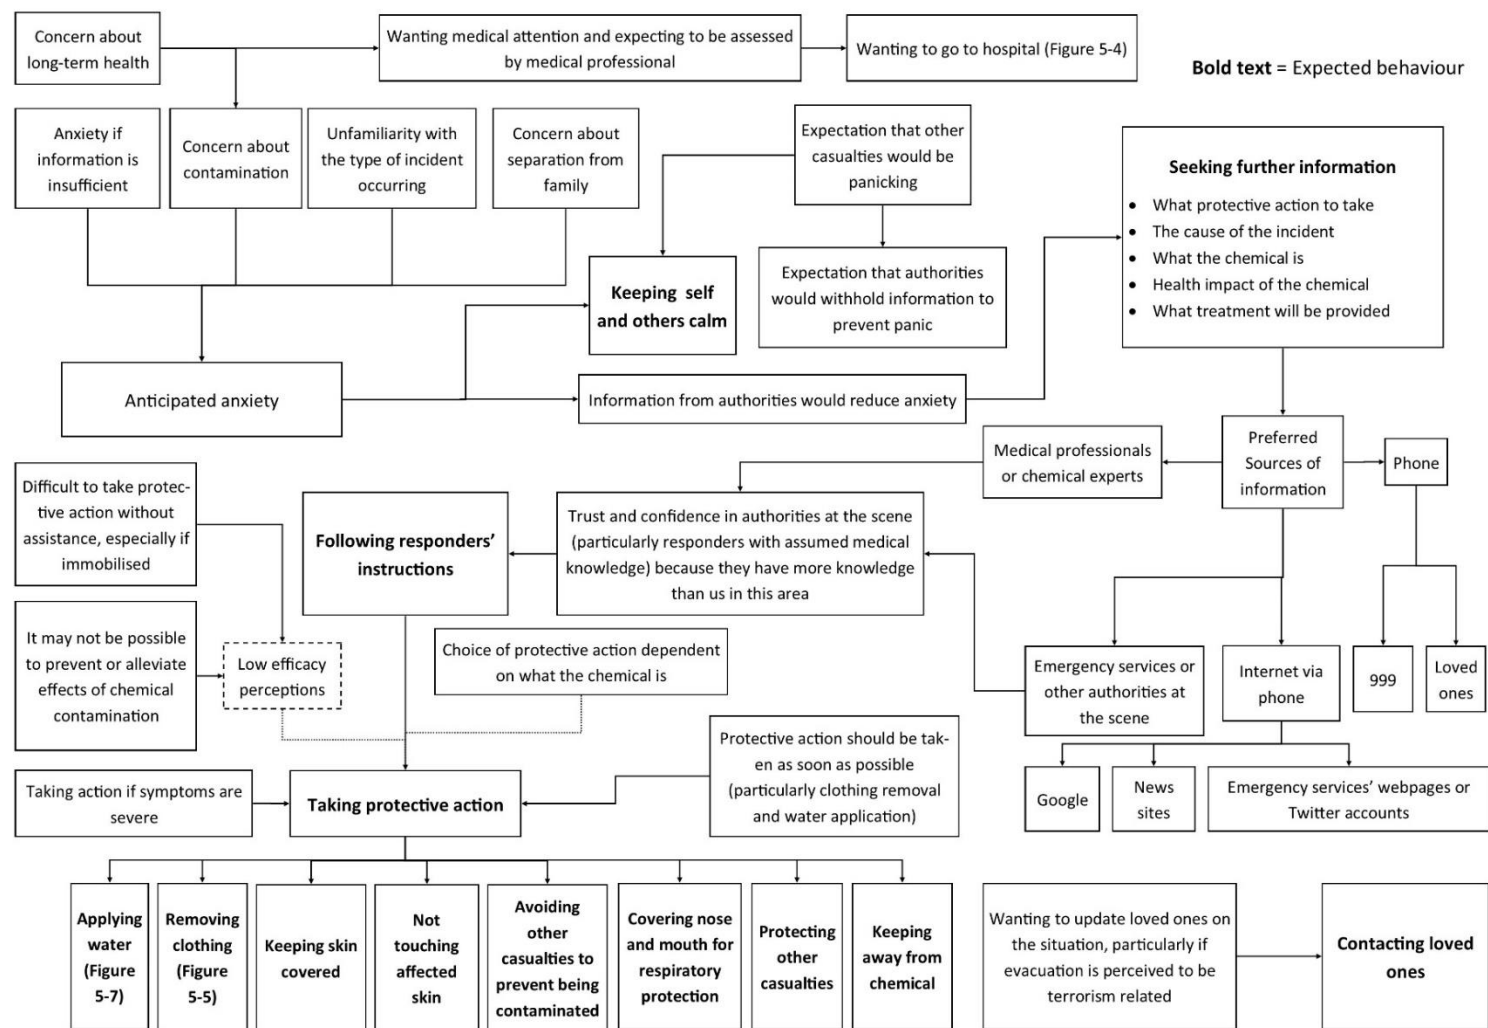 Concern about
long-term health
Wanting medical attention and expecting to be assessed
by medical professional
Wanting to go to hospital (Figure 5-4)
Bold text = Expected behaviour
Anxiety if
information is
insufficient
Concern about
contamination
Unfamiliarity with
the type of incident
occurring
Concern about
separation from
family
Expectation that other
casualties would be
panicking
Seeking further information
• What protective action to take
• The cause of the incident
• What the chemical is
• Health impact of the chemical
• What treatment will be provided
Keeping self
and others calm
Expectation that authorities
would withhold information to
prevent panic
Anticipated anxiety
Information from authorities would reduce anxiety
Medical professionals
or chemical experts
Preferred
Sources of
information
Phone
Difficult to take protec-
tive action without
assistance, especially if
immobilised
Following responders'
instructions
Trust and confidence in authorities at the scene
(particularly responders with assumed medical
knowledge) because they have more knowledge
than us in this area
It may not be possible
to prevent or alleviate
effects of chemical
contamination
Low efficacy
perceptions
Choice of protective action dependent
on what the chemical is
Emergency services or
other authorities at
the scene
Internet via
phone
999
Loved
ones
Taking action if symptoms are
severe
Taking protective action
Protective action should be tak-
en as soon as possible
(particularly clothing removal
and water application)
Google
News
sites
Emergency services' webpages or
Twitter accounts
Applying
water
(Figure
5-7)
Removing
clothing
(Figure
5-5)
Keeping skin
covered
Not
touching
affected
skin
Avoiding
other
casualties to
prevent being
contaminated
Covering nose
and mouth for
respiratory
protection
Protecting
other
casualties
Keeping
away from
chemical
Wanting to update loved ones on
the situation, particularly if
evacuation is perceived to be
terrorism related
Contacting loved
ones